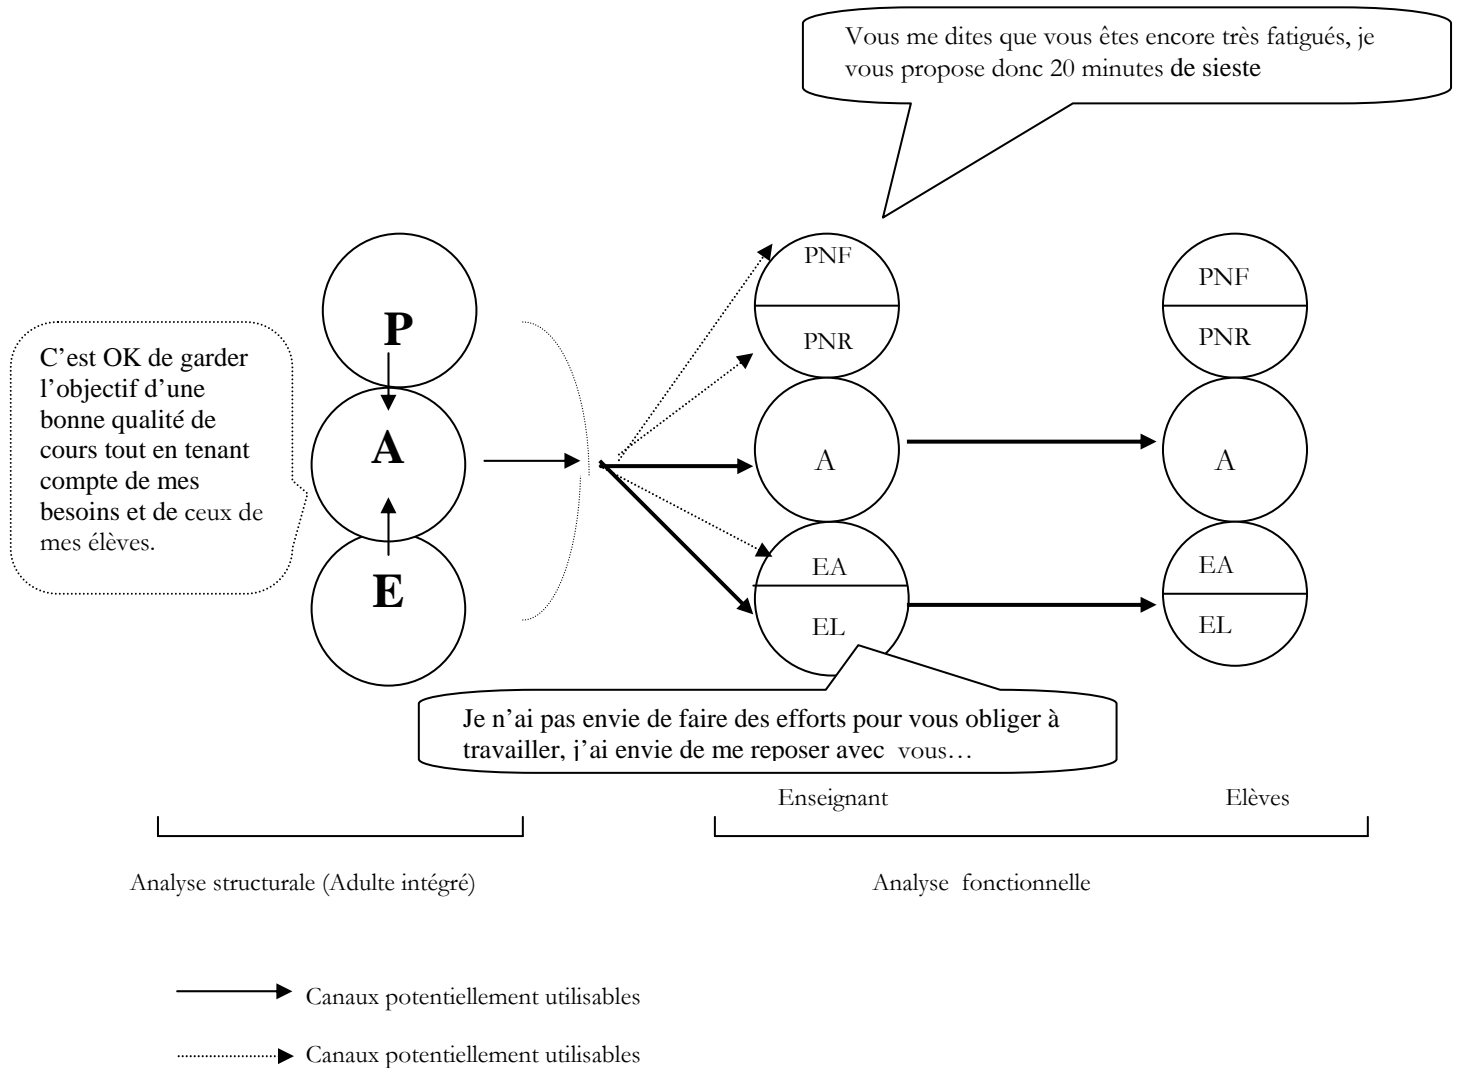 Vous me dites que vous êtes encore très fatigués, je
vous propose donc 20 minutes de sieste
C’est OK de garder
l’objectif d’une
bonne qualité de
cours tout en tenant
compte de mes
besoins et de ceux de
mes élèves.
P
A
E
PNF
PNR
A
EA
EL
PNF
PNR
A
EA
EL
Je n’ai pas envie de faire des efforts pour vous obliger à
travailler, j’ai envie de me reposer avec vous…
Enseignant
Elèves
Analyse structurale (Adulte intégré)
Analyse fonctionnelle
Canaux potentiellement utilisables
Canaux potentiellement utilisables